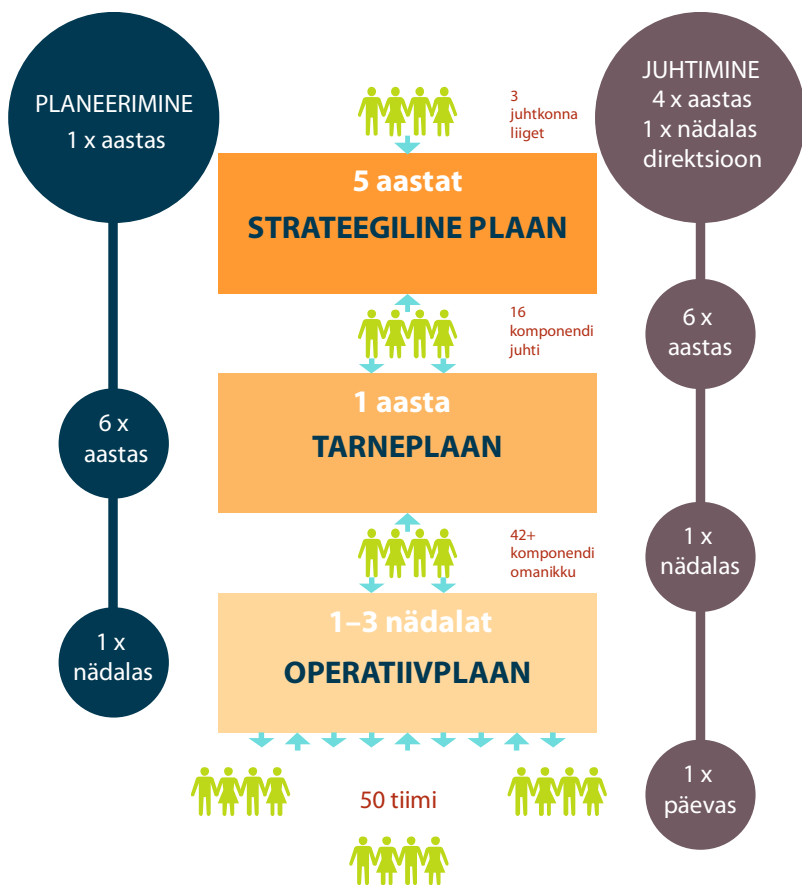 PLANEERIMINE
1 x aastas
6 x
aastas
1 x
nädalas
3
juhtkonna
liiget
5 aastat
STRATEEGILINE PLAAN
16
komponendi
juhti
1 aasta
TARNEPLAAN
42+
komponendi
omanikku
1–3 nädalat
OPERATIIVPLAAN
50 tiimi
JUHTIMINE
4 x aastas
1 x nädalas
direktsioon
6 x
aastas
1 x
nädalas
1 x
päevas